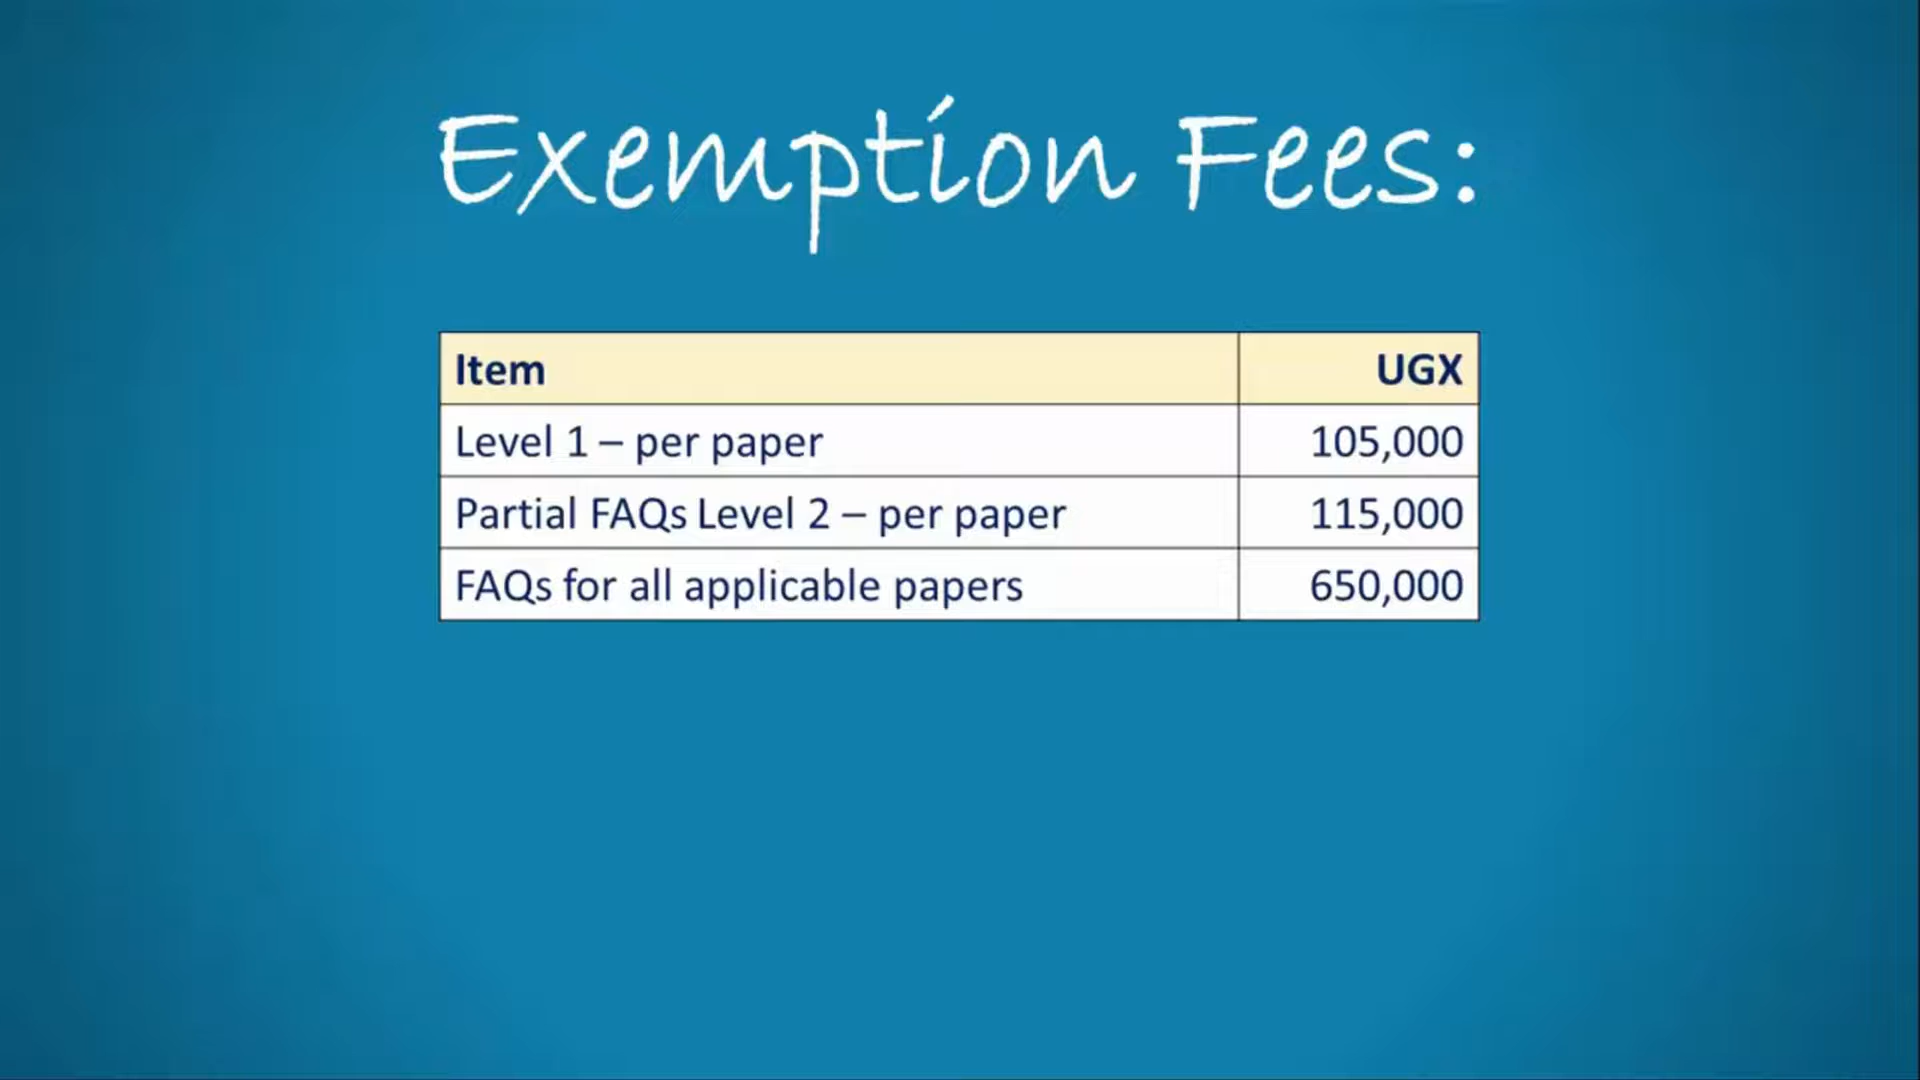 Exemption Fees:
Item UGX
Level 1 – per paper 105,000
Partial FAQs Level 2 – per paper 115,000
FAQs for all applicable papers 650,000